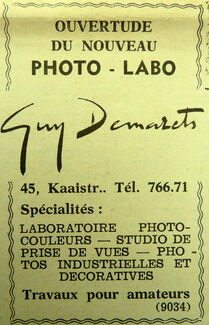 OUVERTURE
DU NOUVEAU
PHOTO - LABO
Guy Demarets
45, Kaaistr.. Tél. 766.71
Spécialités :
LABORATOIRE PHOTO-
COULEURS — STUDIO DE
PRISE DE VUES — PHO -
TOS INDUSTRIELLES ET
DECORATIVES
Travaux pour amateurs
(9034)